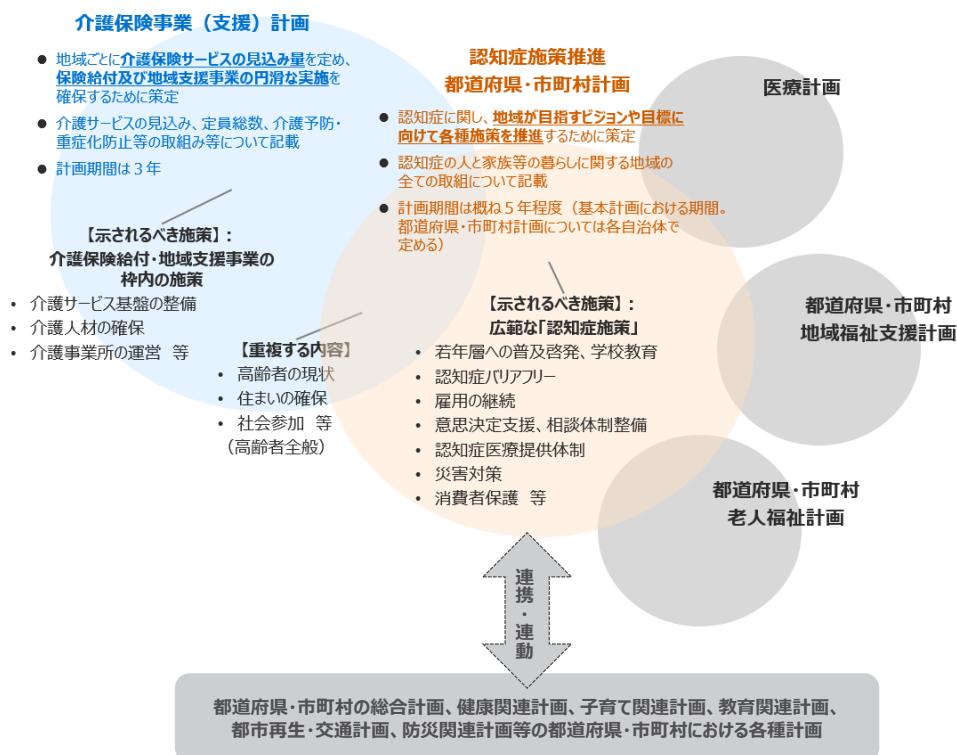 介護保険事業（支援）計画
● 地域ごとに介護保険サービスの見込み量を定め、
保険給付及び地域支援事業の円滑な実施を
確保するために策定
● 介護サービスの見込み、定員総数、介護予防・
重症化防止等の取組み等について記載
● 計画期間は３年
【示されるべき施策】：
介護保険給付・地域支援事業の
枠内の施策
• 介護サービス基盤の整備
• 介護人材の確保
• 介護事業所の運営 等
【重複する内容】
• 高齢者の現状
• 住まいの確保
• 社会参加 等
（高齢者全般）
認知症施策推進
都道府県・市町村計画
● 認知症に関し、地域が目指すビジョンや目標に
向けて各種施策を推進するために策定
● 認知症の人と家族等の暮らしに関する地域の
全ての取組について記載
● 計画期間は概ね５年程度（基本計画における期間。
都道府県・市町村計画については各自治体で
定める）
【示されるべき施策】：
広範な「認知症施策」
• 若年層への普及啓発、学校教育
• 認知症バリアフリー
• 雇用の継続
• 意思決定支援、相談体制整備
• 認知症医療提供体制
• 災害対策
• 消費者保護 等
医療計画
都道府県・市町村
地域福祉支援計画
都道府県・市町村
老人福祉計画
連携・連動
都道府県・市町村の総合計画、健康関連計画、子育て関連計画、教育関連計画、
都市再生・交通計画、防災関連計画等の都道府県・市町村における各種計画